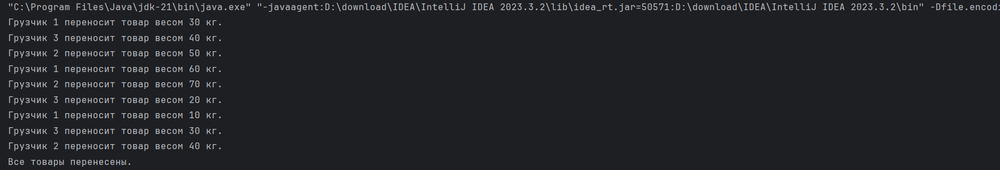 "C:\Program Files\Java\jdk-21\bin\java.exe" "-javaagent:D:\download\IDEA\IntelliJ IDEA 2023.3.2\lib\idea_rt.jar=50571:D:\download\IDEA\IntelliJ IDEA 2023.3.2\bin" -Dfile.encodi
Грузчик 1 переносит товар весом 30 кг.
Грузчик 3 переносит товар весом 40 кг.
Грузчик 2 переносит товар весом 50 кг.
Грузчик 1 переносит товар весом 60 кг.
Грузчик 2 переносит товар весом 70 кг.
Грузчик 3 переносит товар весом 20 кг.
Грузчик 1 переносит товар весом 10 кг.
Грузчик 3 переносит товар весом 30 кг.
Грузчик 2 переносит товар весом 40 кг.
Все товары перенесены.